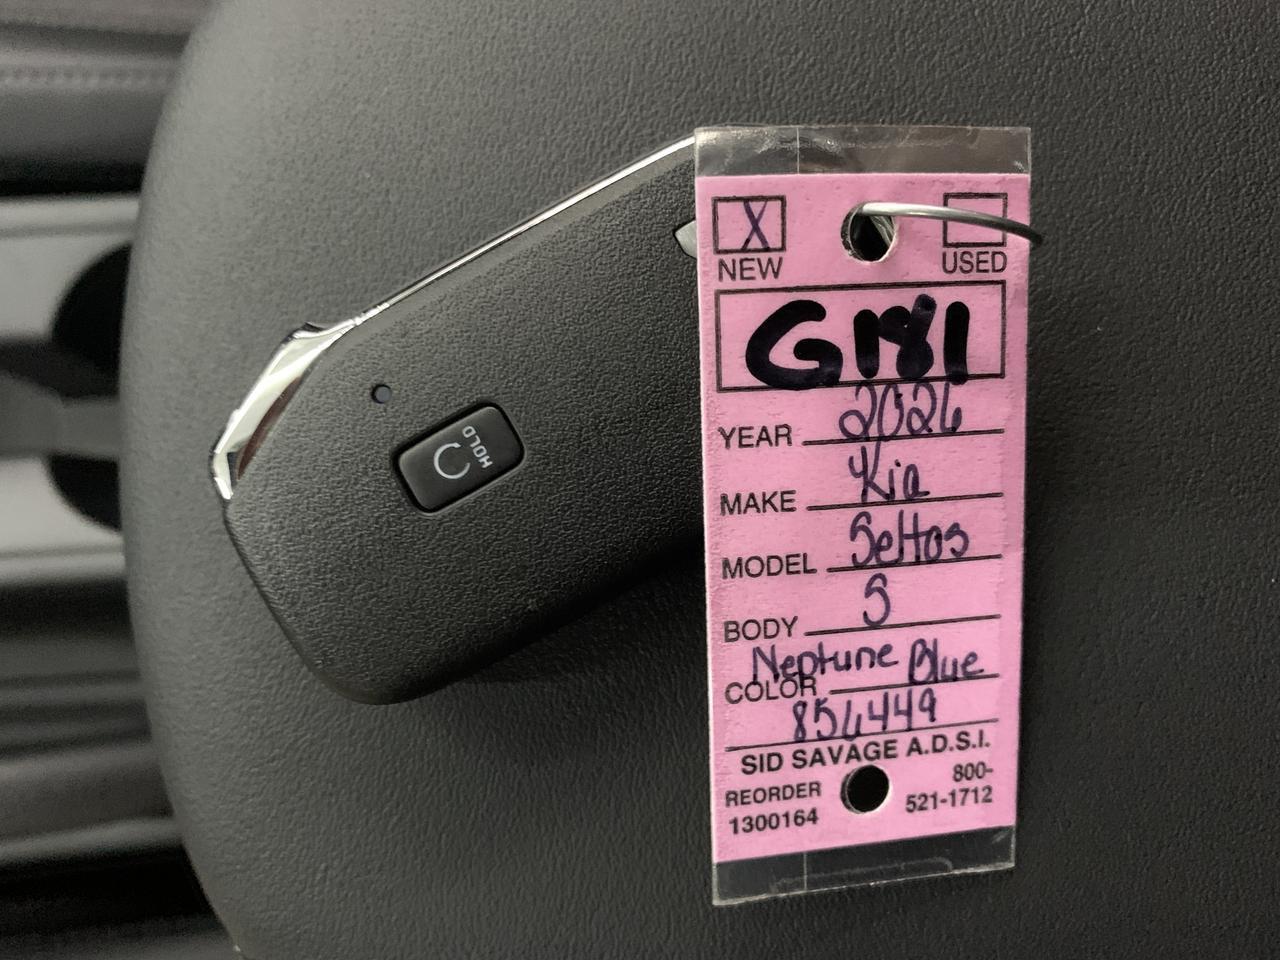 X
NEW
USED
G181
YEAR 2026
MAKE Kia
MODEL Seltos
BODY S
COLOR Neptune Blue
856449
SID SAVAGE A.D.S.I.
REORDER
1300164
800-
521-1712
HOLD